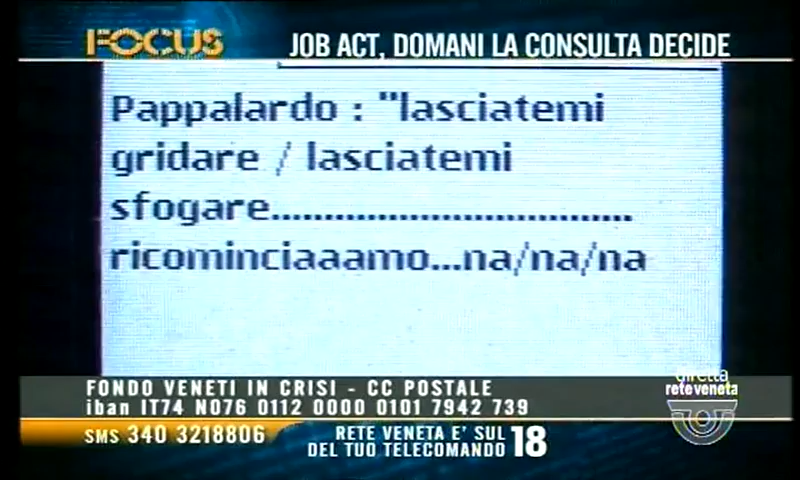 FOCUS
JOB ACT, DOMANI LA CONSULTA DECIDE
Pappalardo : "lasciatemi
gridare / lasciatemi
sfogare...................................
ricominciaaamo...na/na/na
diretta
reteveneta
FONDO VENETI IN CRISI - CC POSTALE
iban IT74 N076 0112 0000 0101 7942 739
SMS 340 3218806
RETE VENETA E' SUL 18
DEL TUO TELECOMANDO